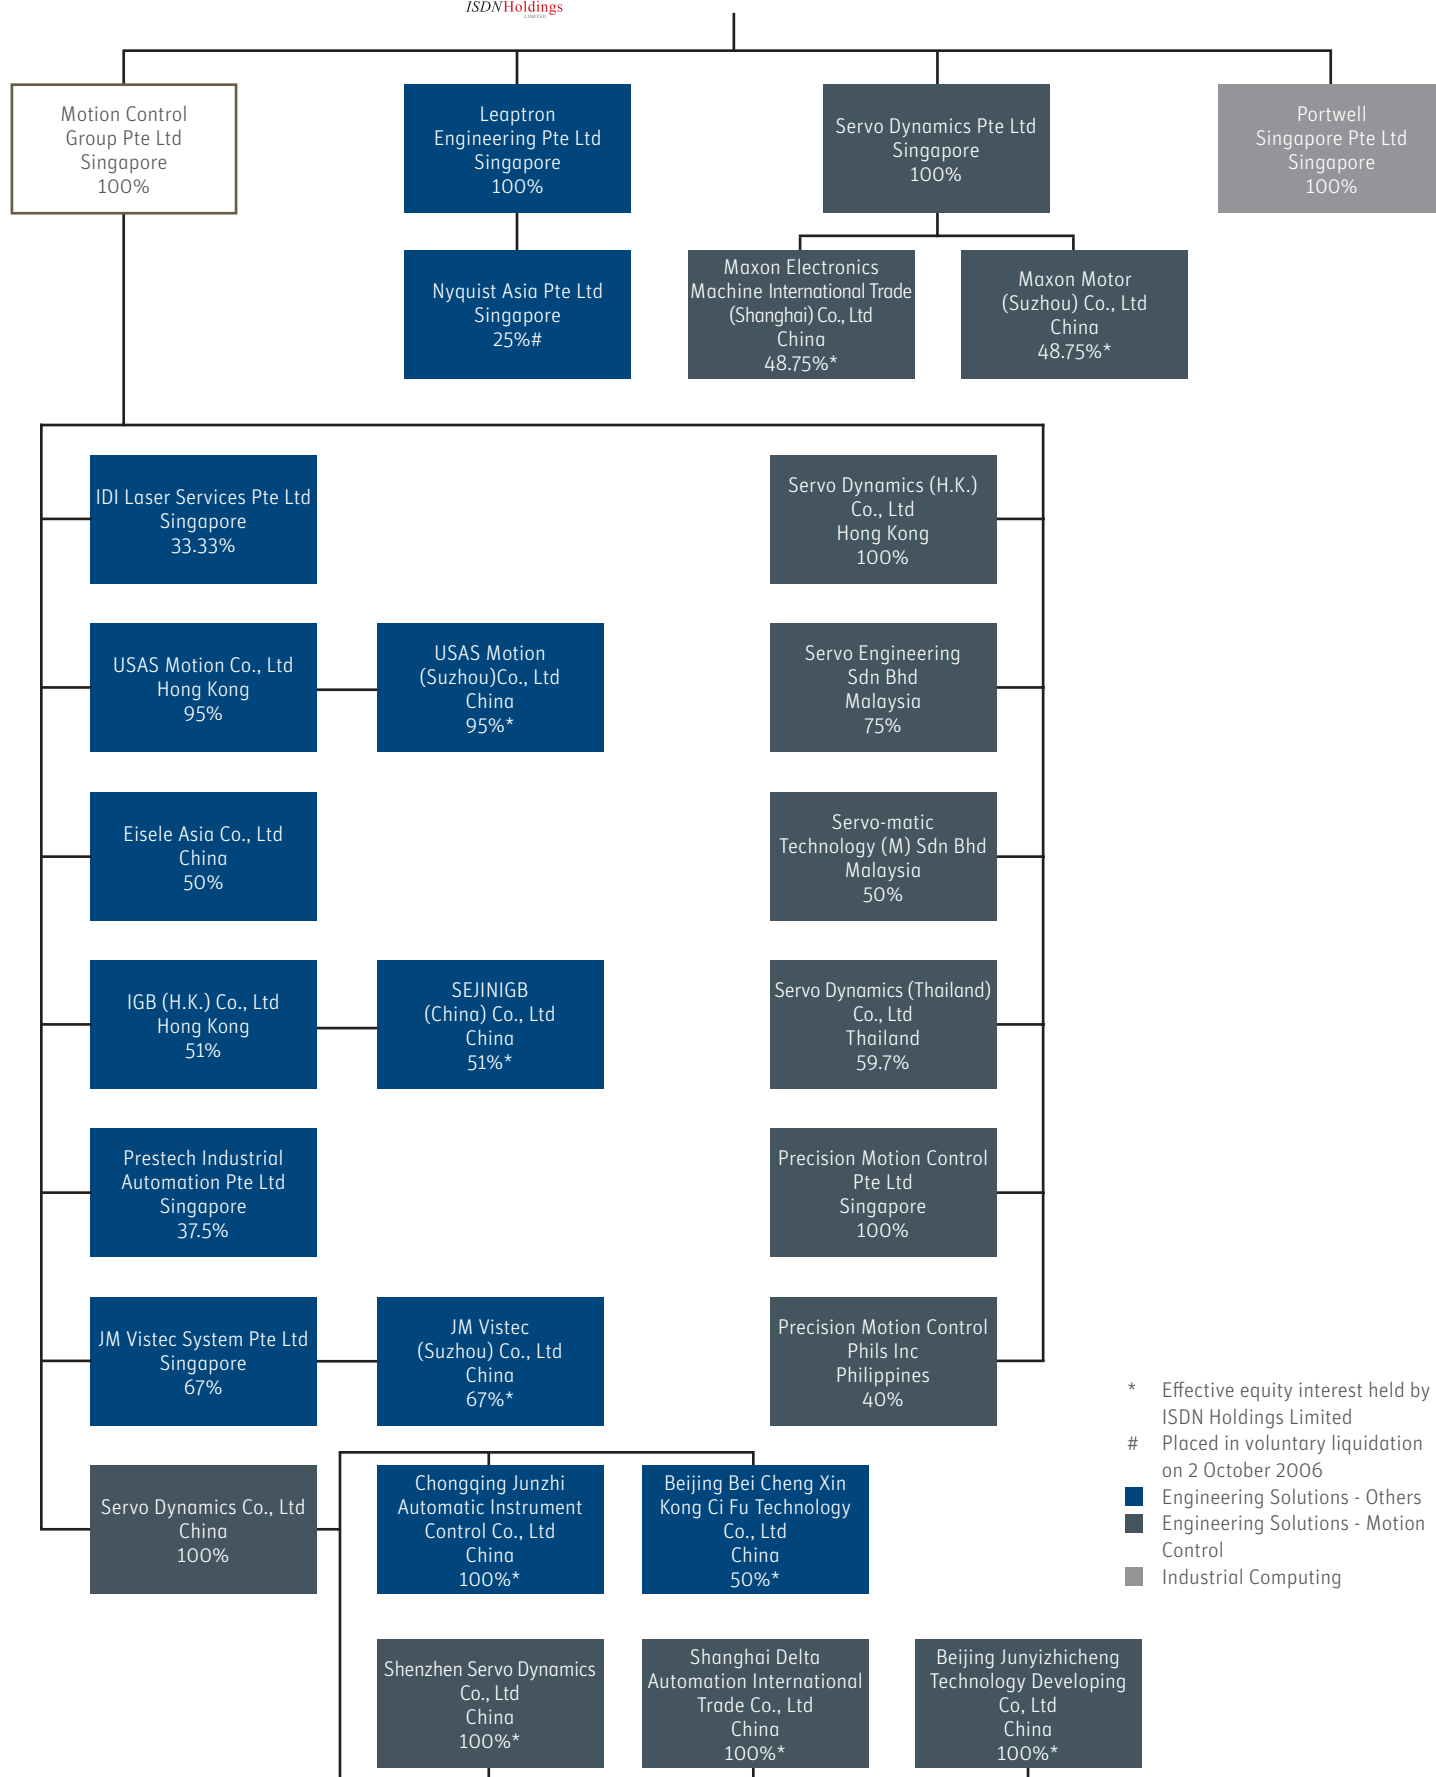 ISDNHoldings
LIMITED
Motion Control
Group Pte Ltd
Singapore
100%
Leaptron
Engineering Pte Ltd
Singapore
100%
Servo Dynamics Pte Ltd
Singapore
100%
Portwell
Singapore Pte Ltd
Singapore
100%
Nyquist Asia Pte Ltd
Singapore
25%#
Maxon Electronics
Machine International Trade
(Shanghai) Co., Ltd
China
48.75%*
Maxon Motor
(Suzhou) Co., Ltd
China
48.75%*
IDI Laser Services Pte Ltd
Singapore
33.33%
Servo Dynamics (H.K.)
Co., Ltd
Hong Kong
100%
USAS Motion Co., Ltd
Hong Kong
95%
USAS Motion
(Suzhou)Co., Ltd
China
95%*
Servo Engineering
Sdn Bhd
Malaysia
75%
Eisele Asia Co., Ltd
China
50%
Servo-matic
Technology (M) Sdn Bhd
Malaysia
50%
IGB (H.K.) Co., Ltd
Hong Kong
51%
SEJINIGB
(China) Co., Ltd
China
51%*
Servo Dynamics (Thailand)
Co., Ltd
Thailand
59.7%
Prestech Industrial
Automation Pte Ltd
Singapore
37.5%
Precision Motion Control
Pte Ltd
Singapore
100%
JM Vistec System Pte Ltd
Singapore
67%
JM Vistec
(Suzhou) Co., Ltd
China
67%*
Precision Motion Control
Phils Inc
Philippines
40%
Servo Dynamics Co., Ltd
China
100%
Chongqing Junzhi
Automatic Instrument
Control Co., Ltd
China
100%*
Beijing Bei Cheng Xin
Kong Ci Fu Technology
Co., Ltd
China
50%*
* Effective equity interest held by
ISDN Holdings Limited
# Placed in voluntary liquidation
on 2 October 2006
Engineering Solutions - Others
Engineering Solutions - Motion
Control
Industrial Computing
Shenzhen Servo Dynamics
Co., Ltd
China
100%*
Shanghai Delta
Automation International
Trade Co., Ltd
China
100%*
Beijing Junyizhicheng
Technology Developing
Co, Ltd
China
100%*